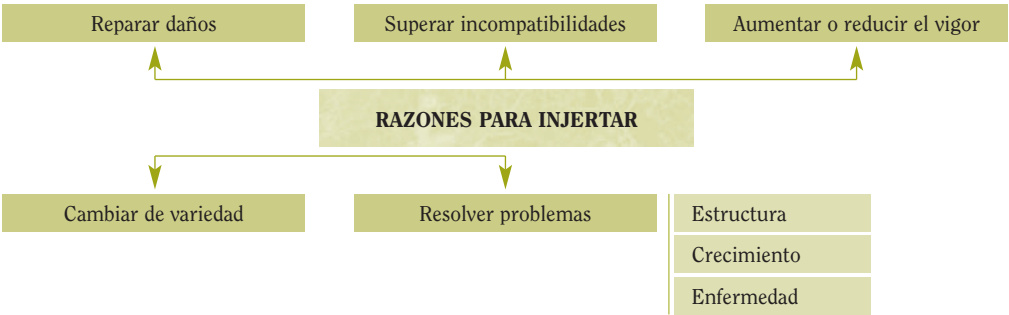 Reparar daños
Superar incompatibilidades
Aumentar o reducir el vigor
RAZONES PARA INJERTAR
Cambiar de variedad
Resolver problemas
Estructura
Crecimiento
Enfermedad